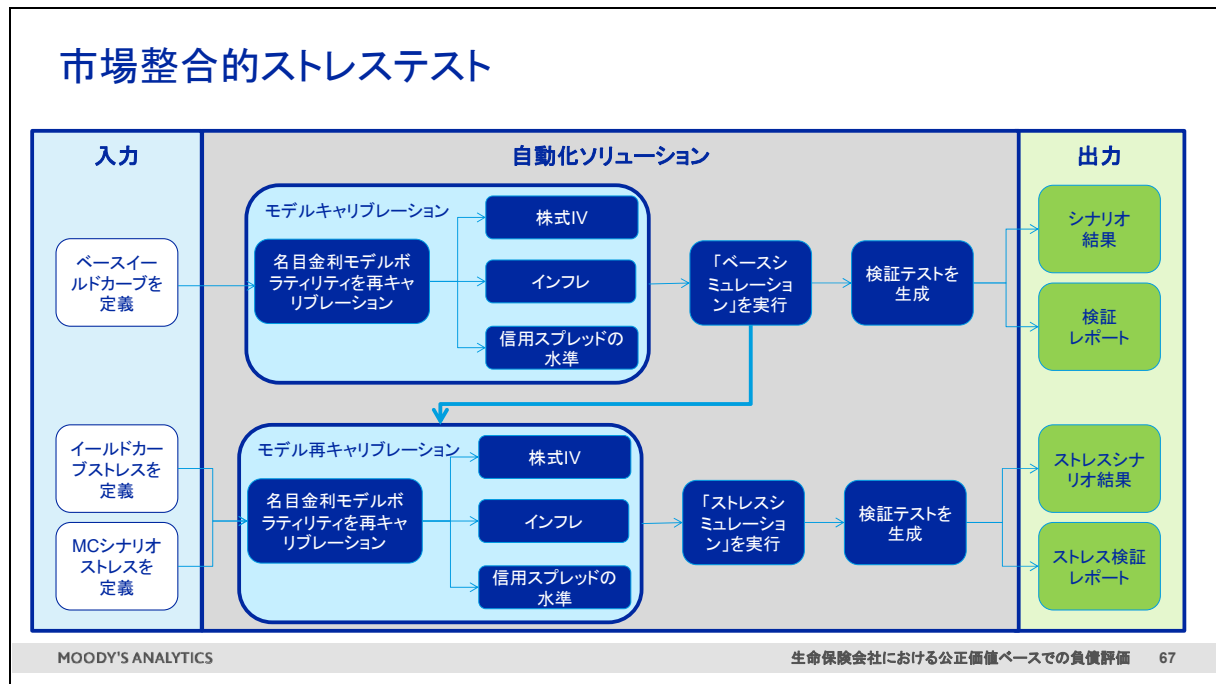 市場整合的ストレステスト
入力
自動化ソリューション
出力
ベースイー
ルドカーブを
定義
モデルキャリブレーション
名目金利モデルボ
ラティリティを再キャ
リブレーション
株式IV
インフレ
信用スプレッドの
水準
「ベースシ
ミュレーショ
ン」を実行
検証テストを
生成
シナリオ
結果
検証
レポート
イールドカー
ブストレスを
定義
MCシナリオ
ストレスを
定義
モデル再キャリブレーション
名目金利モデルボ
ラティリティを再キャ
リブレーション
株式IV
インフレ
信用スプレッドの
水準
「ストレスシ
ミュレーショ
ン」を実行
検証テストを
生成
ストレスシナ
リオ結果
ストレス検証
レポート
MOODY'S ANALYTICS
生命保険会社における公正価値ベースでの負債評価 67